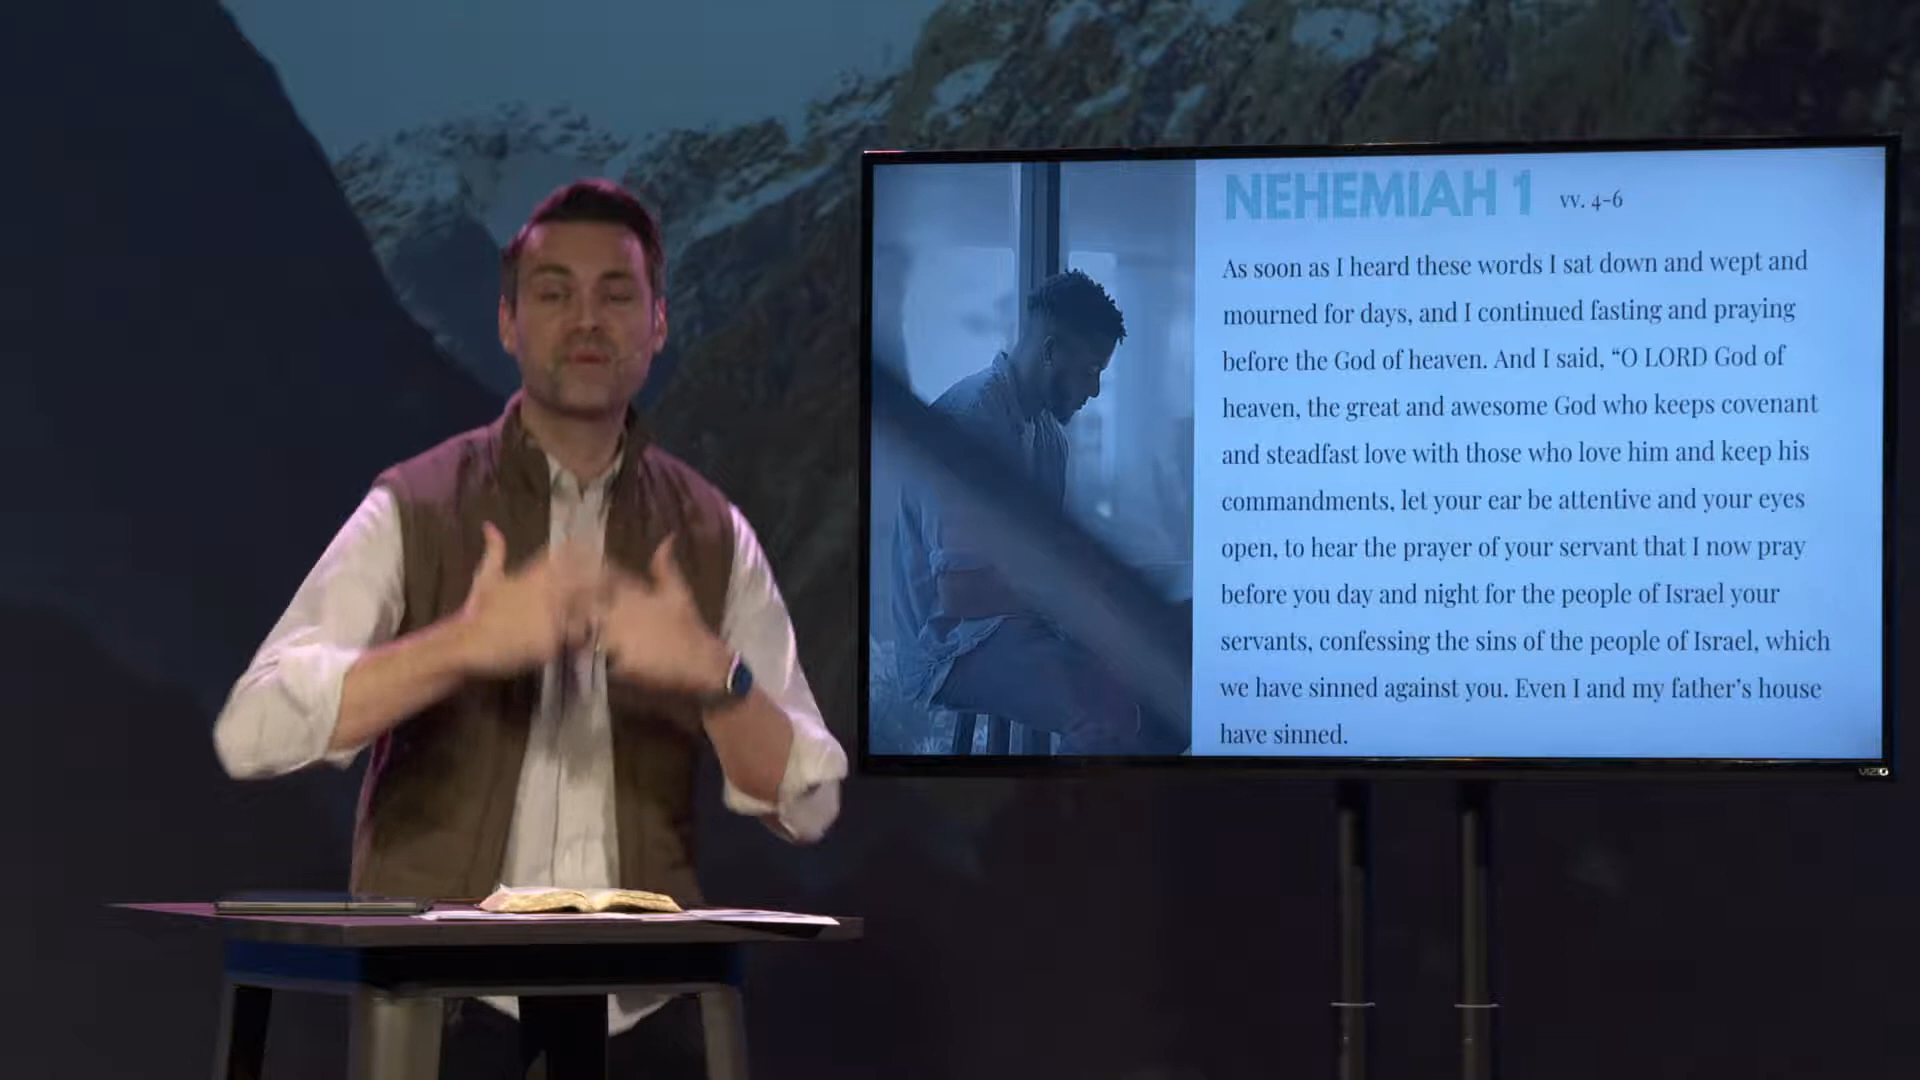 NEHEMIAH 1 vv. 4-6
As soon as I heard these words I sat down and wept and
mourned for days, and I continued fasting and praying
before the God of heaven. And I said, “O LORD God of
heaven, the great and awesome God who keeps covenant
and steadfast love with those who love him and keep his
commandments, let your ear be attentive and your eyes
open, to hear the prayer of your servant that I now pray
before you day and night for the people of Israel your
servants, confessing the sins of the people of Israel, which
we have sinned against you. Even I and my father’s house
have sinned.
VIZIO